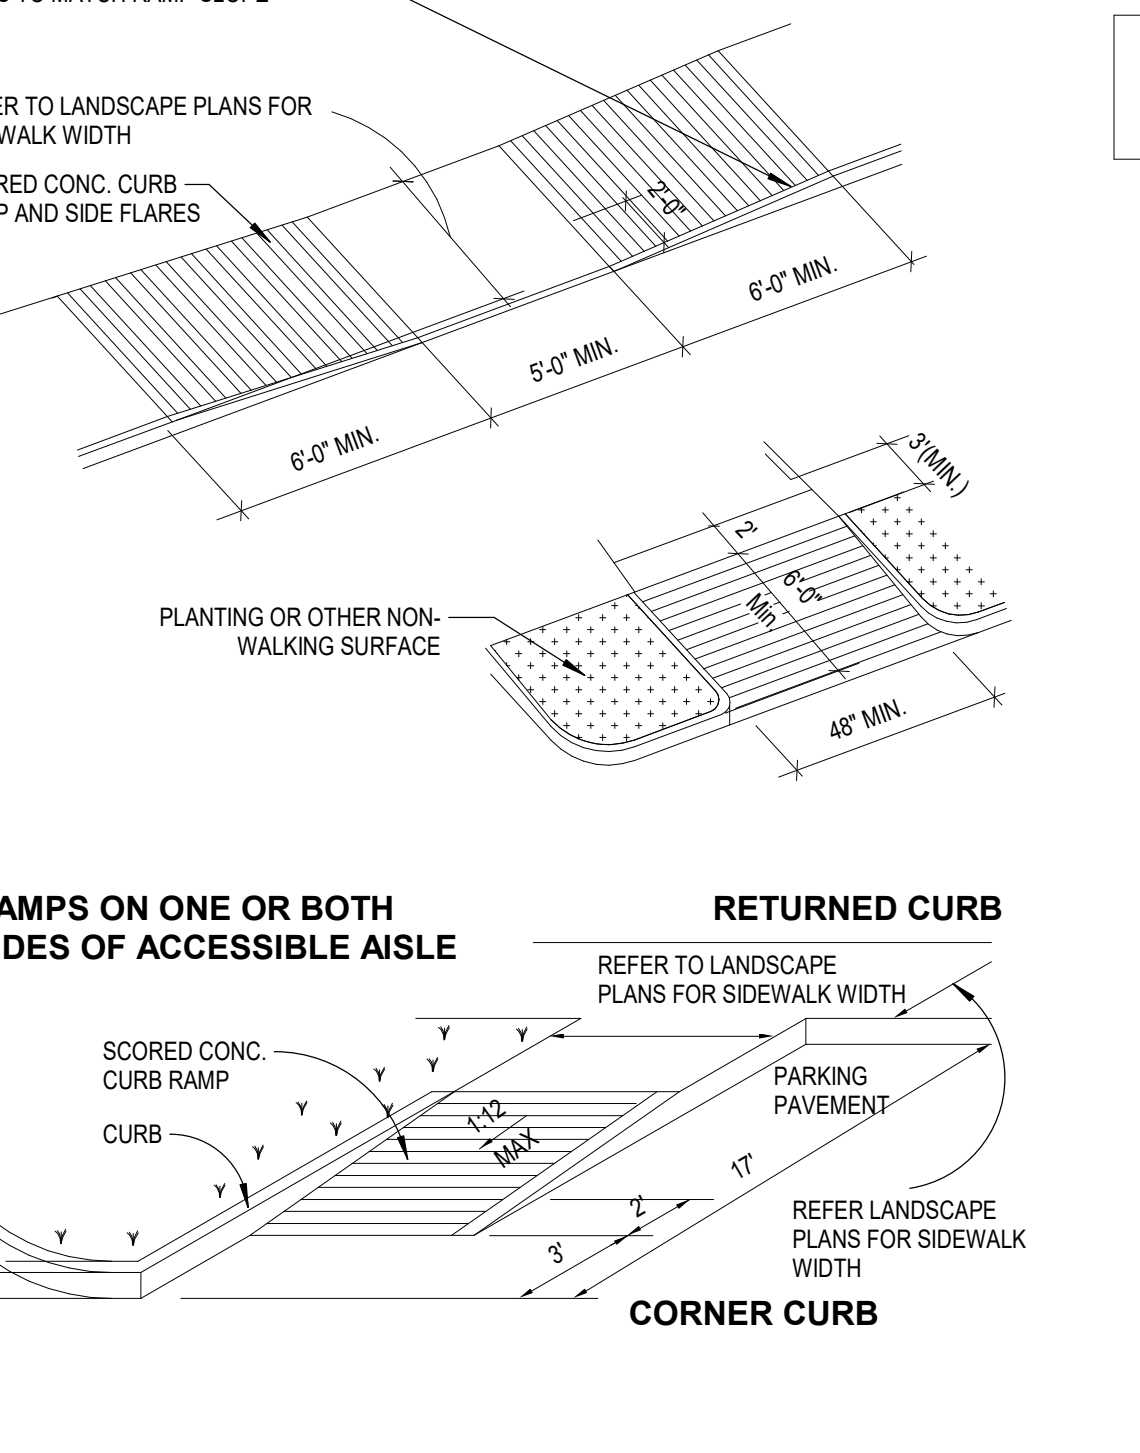 ER TO LANDSCAPE PLANS FOR
WALK WIDTH
RED CONC. CURB
P AND SIDE FLARES
2'-0"
6'-0" MIN.
5'-0" MIN.
6'-0" MIN.
3'(MIN.)
2'
6'-0"
Min.
PLANTING OR OTHER NON-
WALKING SURFACE
48" MIN.
AMPS ON ONE OR BOTH
DES OF ACCESSIBLE AISLE
RETURNED CURB
REFER TO LANDSCAPE
PLANS FOR SIDEWALK WIDTH
SCORED CONC.
CURB RAMP
CURB
1:12
MAX
PARKING
PAVEMENT
17'
2'
3'
REFER LANDSCAPE
PLANS FOR SIDEWALK
WIDTH
CORNER CURB